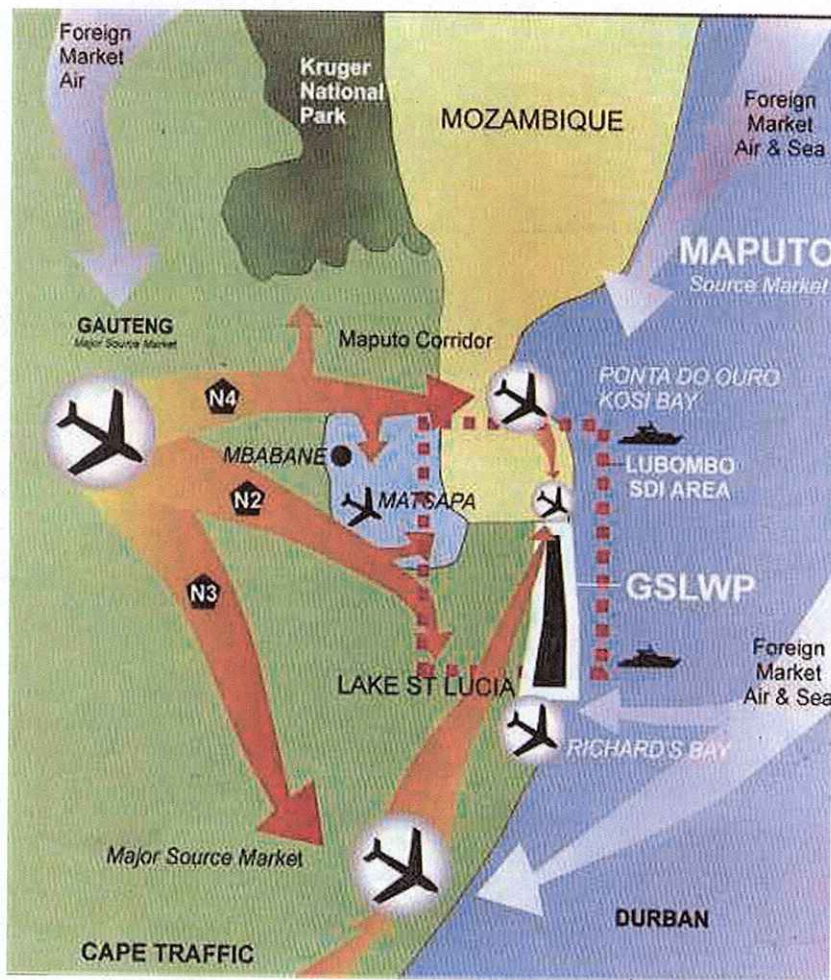 Foreign
Market
Air
Kruger
National
Park
MOZAMBIQUE
Foreign
Market
Air & Sea
MAPUTO
Source Market
GAUTENG
Major Source Market
Maputo Corridor
N4
PONTA DO OURO
KOSI BAY
MBABANE
LUBOMBO
SDI AREA
MATSAPA
N2
N3
GSLWP
Foreign
Market
Air & Sea
LAKE ST LUCIA
RICHARD'S BAY
Major Source Market
DURBAN
CAPE TRAFFIC